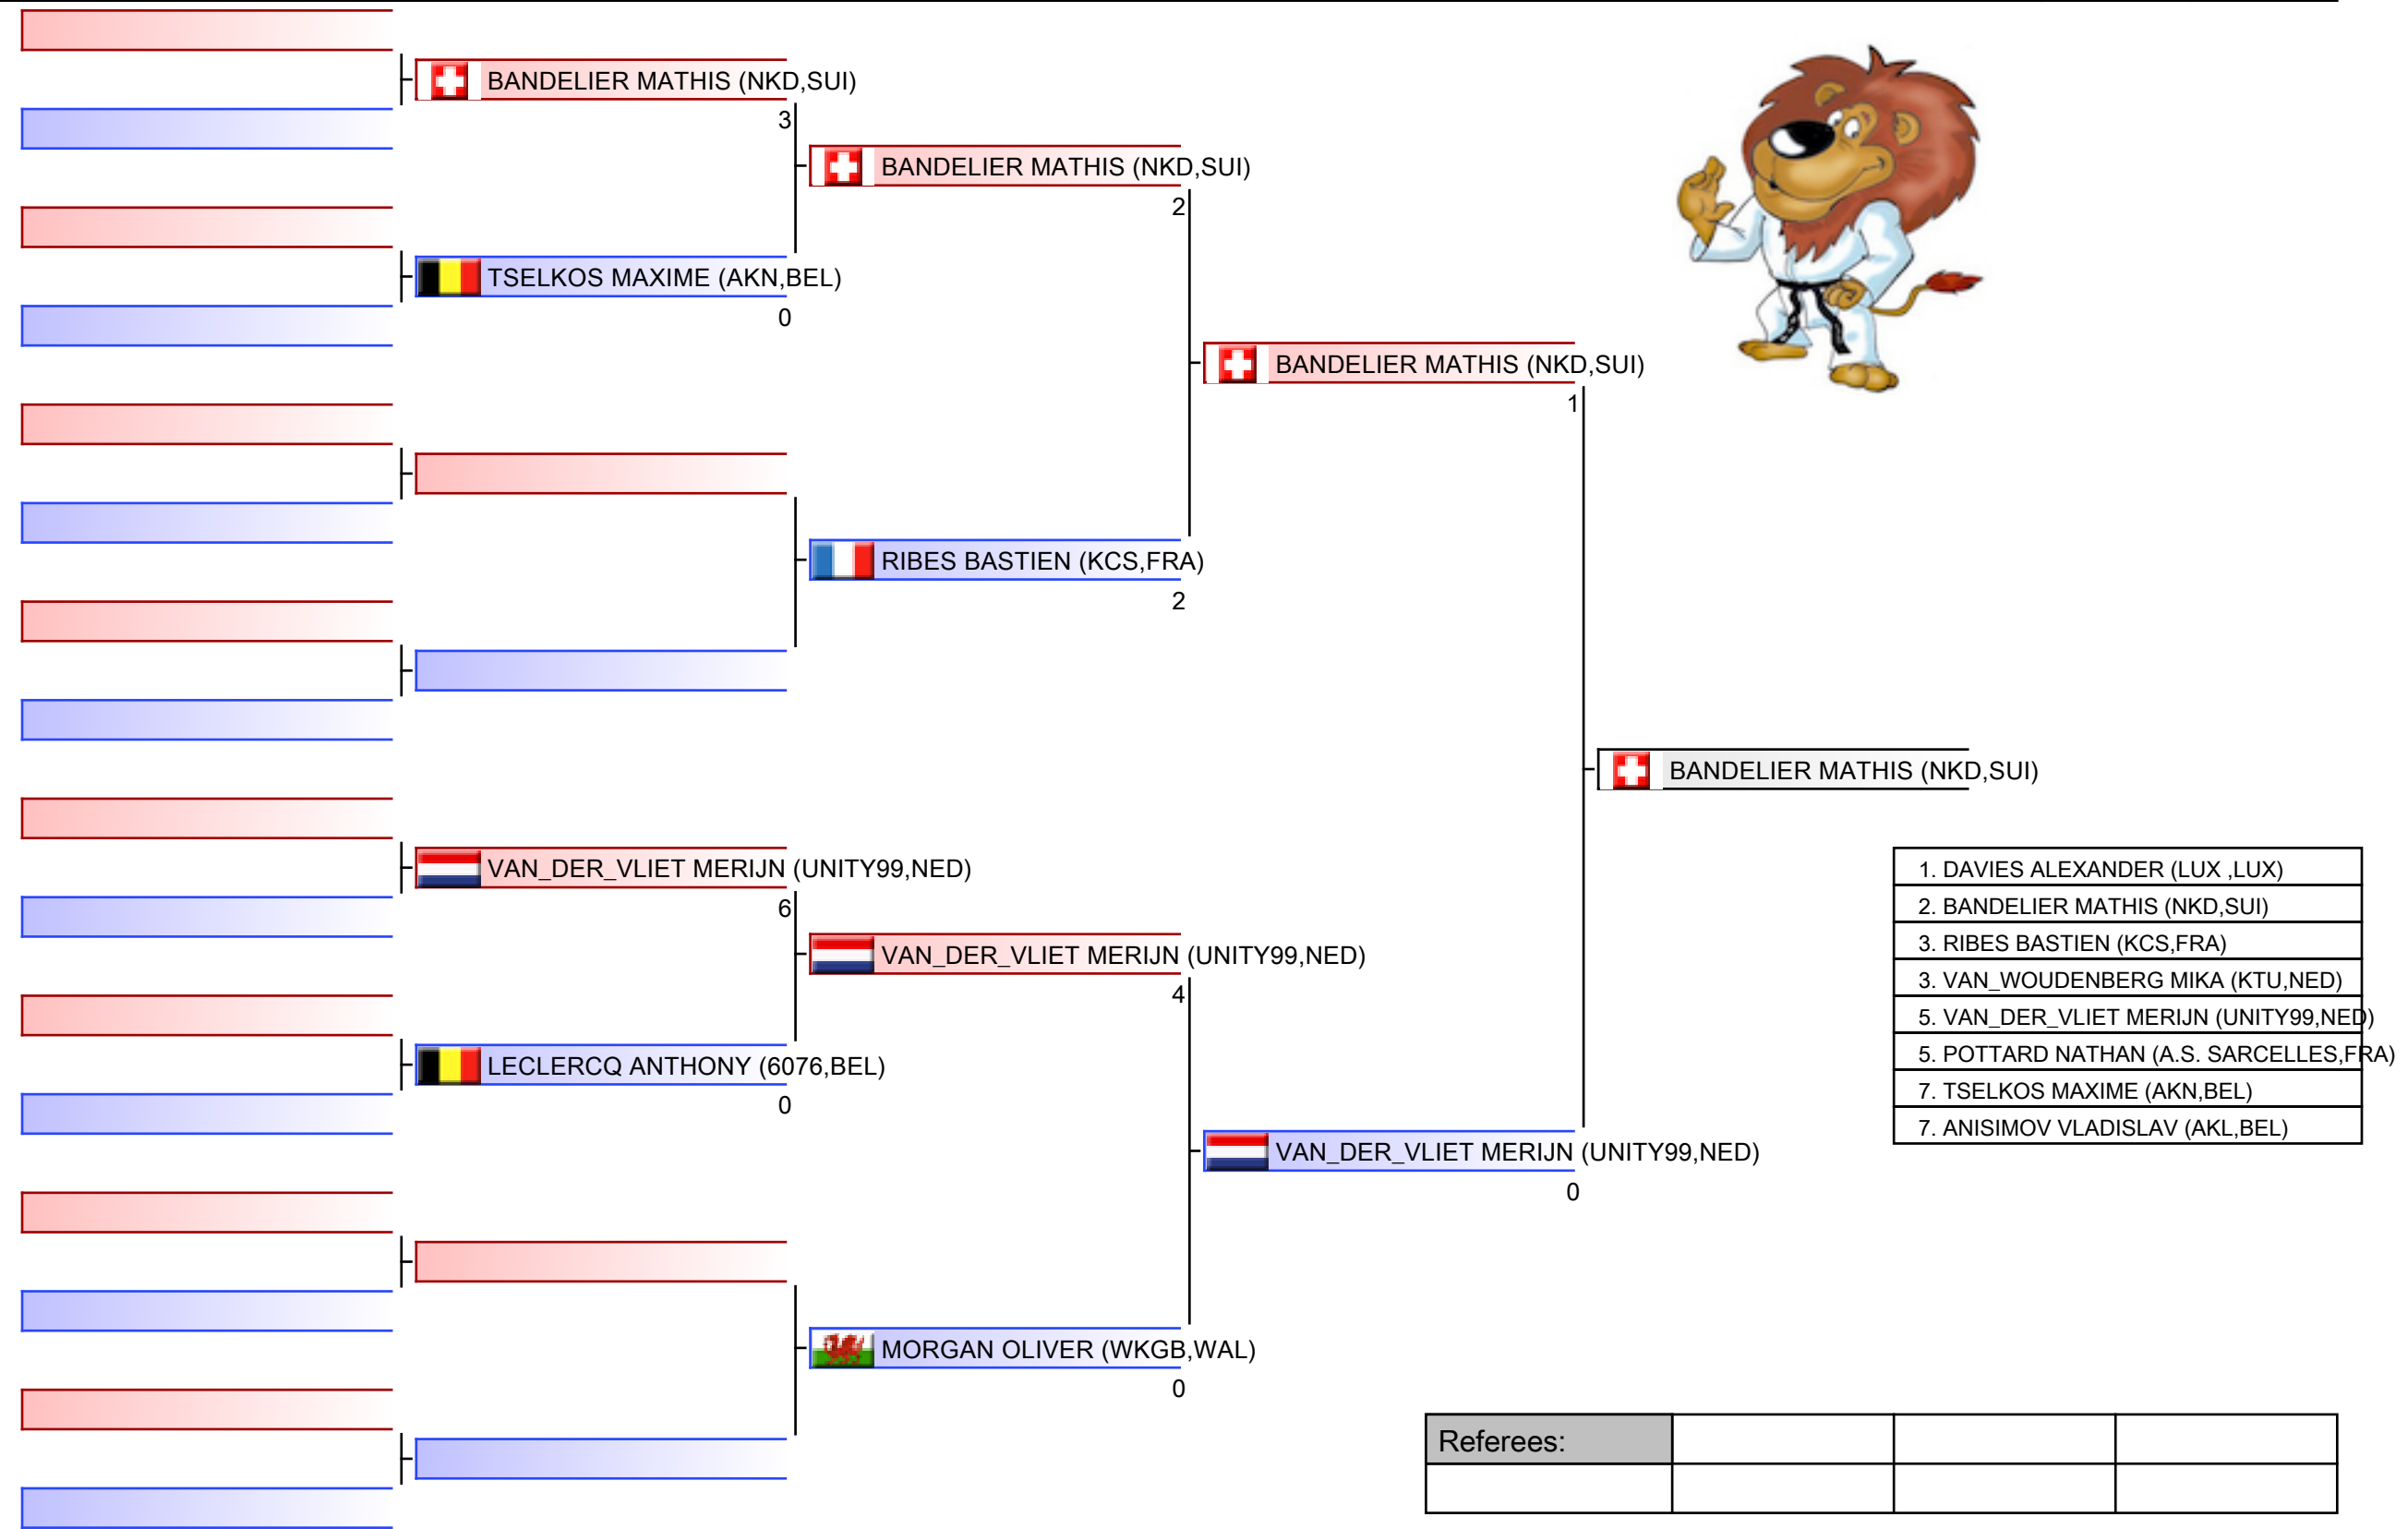 BANDELIER MATHIS (NKD,SUI)
3
BANDELIER MATHIS (NKD,SUI)
2
TSELKOS MAXIME (AKN,BEL)
0
BANDELIER MATHIS (NKD,SUI)
1
RIBES BASTIEN (KCS,FRA)
2
BANDELIER MATHIS (NKD,SUI)
VAN_DER_VLIET MERIJN (UNITY99,NED)
6
VAN_DER_VLIET MERIJN (UNITY99,NED)
4
LECLERCQ ANTHONY (6076,BEL)
0
VAN_DER_VLIET MERIJN (UNITY99,NED)
0
MORGAN OLIVER (WKGB,WAL)
0
1. DAVIES ALEXANDER (LUX ,LUX)
2. BANDELIER MATHIS (NKD,SUI)
3. RIBES BASTIEN (KCS,FRA)
3. VAN_WOUDENBERG MIKA (KTU,NED)
5. VAN_DER_VLIET MERIJN (UNITY99,NED)
5. POTTARD NATHAN (A.S. SARCELLES,FRA)
7. TSELKOS MAXIME (AKN,BEL)
7. ANISIMOV VLADISLAV (AKL,BEL)
Referees: